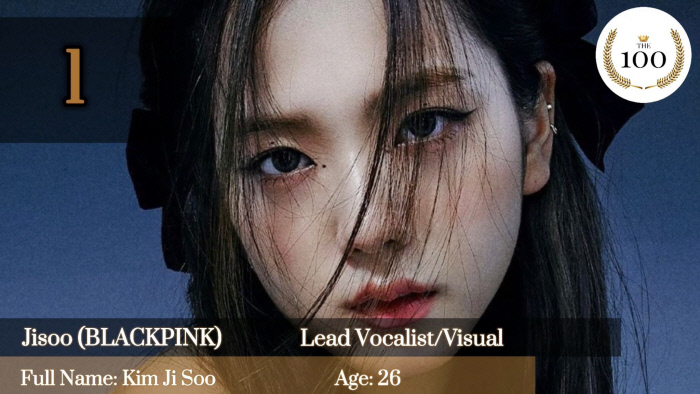 1
THE
100
Jisoo (BLACKPINK)
Lead Vocalist/Visual
Full Name: Kim Ji Soo
Age: 26